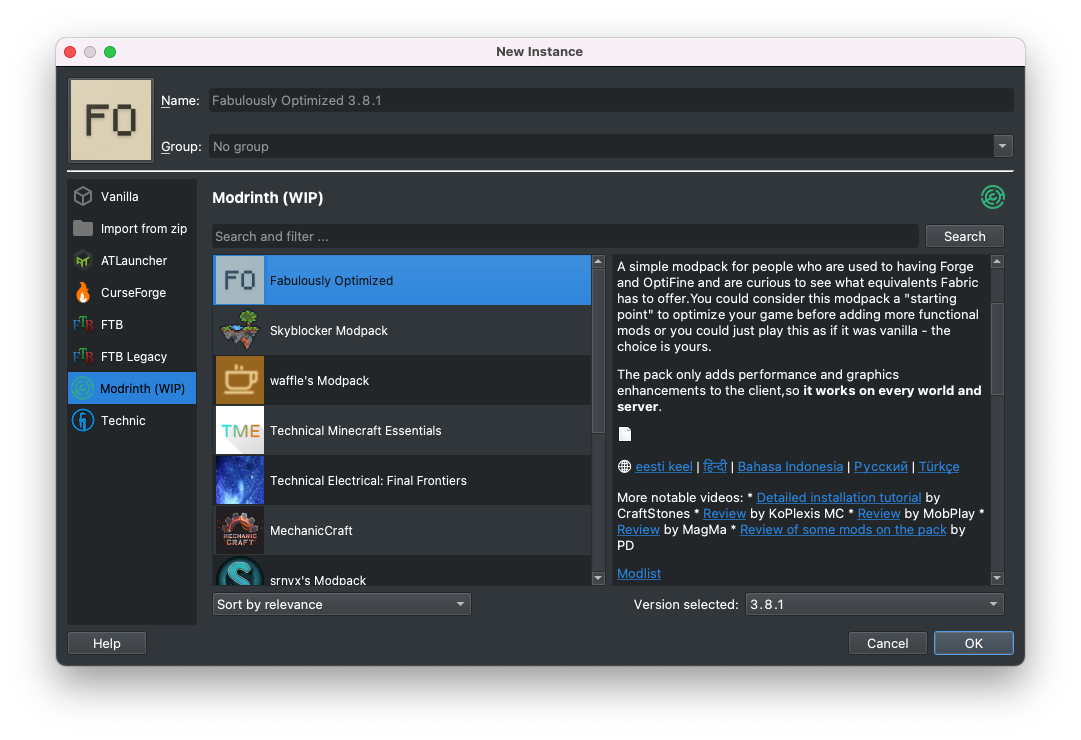 New Instance
FO
Name:
Fabulously Optimized 3.8.1
Group:
No group
Vanilla
Import from zip
ATLauncher
CurseForge
FTB
FTB
FTB
FTB Legacy
Modrinth (WIP)
Technic
Modrinth (WIP)
Search and filter ...
Search
FO
Fabulously Optimized
Skyblocker Modpack
waffle's Modpack
TME
Technical Minecraft Essentials
Technical Electrical: Final Frontiers
MECHANIC
CRAFT
MechanicCraft
S
srnyx's Modpack
A simple modpack for people who are used to having Forge
and OptiFine and are curious to see what equivalents Fabric
has to offer.You could consider this modpack a "starting
point" to optimize your game before adding more functional
mods or you could just play this as if it was vanilla - the
choice is yours.
The pack only adds performance and graphics
enhancements to the client,so it works on every world and
server.
eesti keel | हिन्दी | Bahasa Indonesia | Русский | Türkçe
More notable videos: * Detailed installation tutorial by
CraftStones * Review by KoPlexis MC * Review by MobPlay *
Review by MagMa * Review of some mods on the pack by
PD
Modlist
Sort by relevance
Version selected:
3.8.1
Help
Cancel
OK